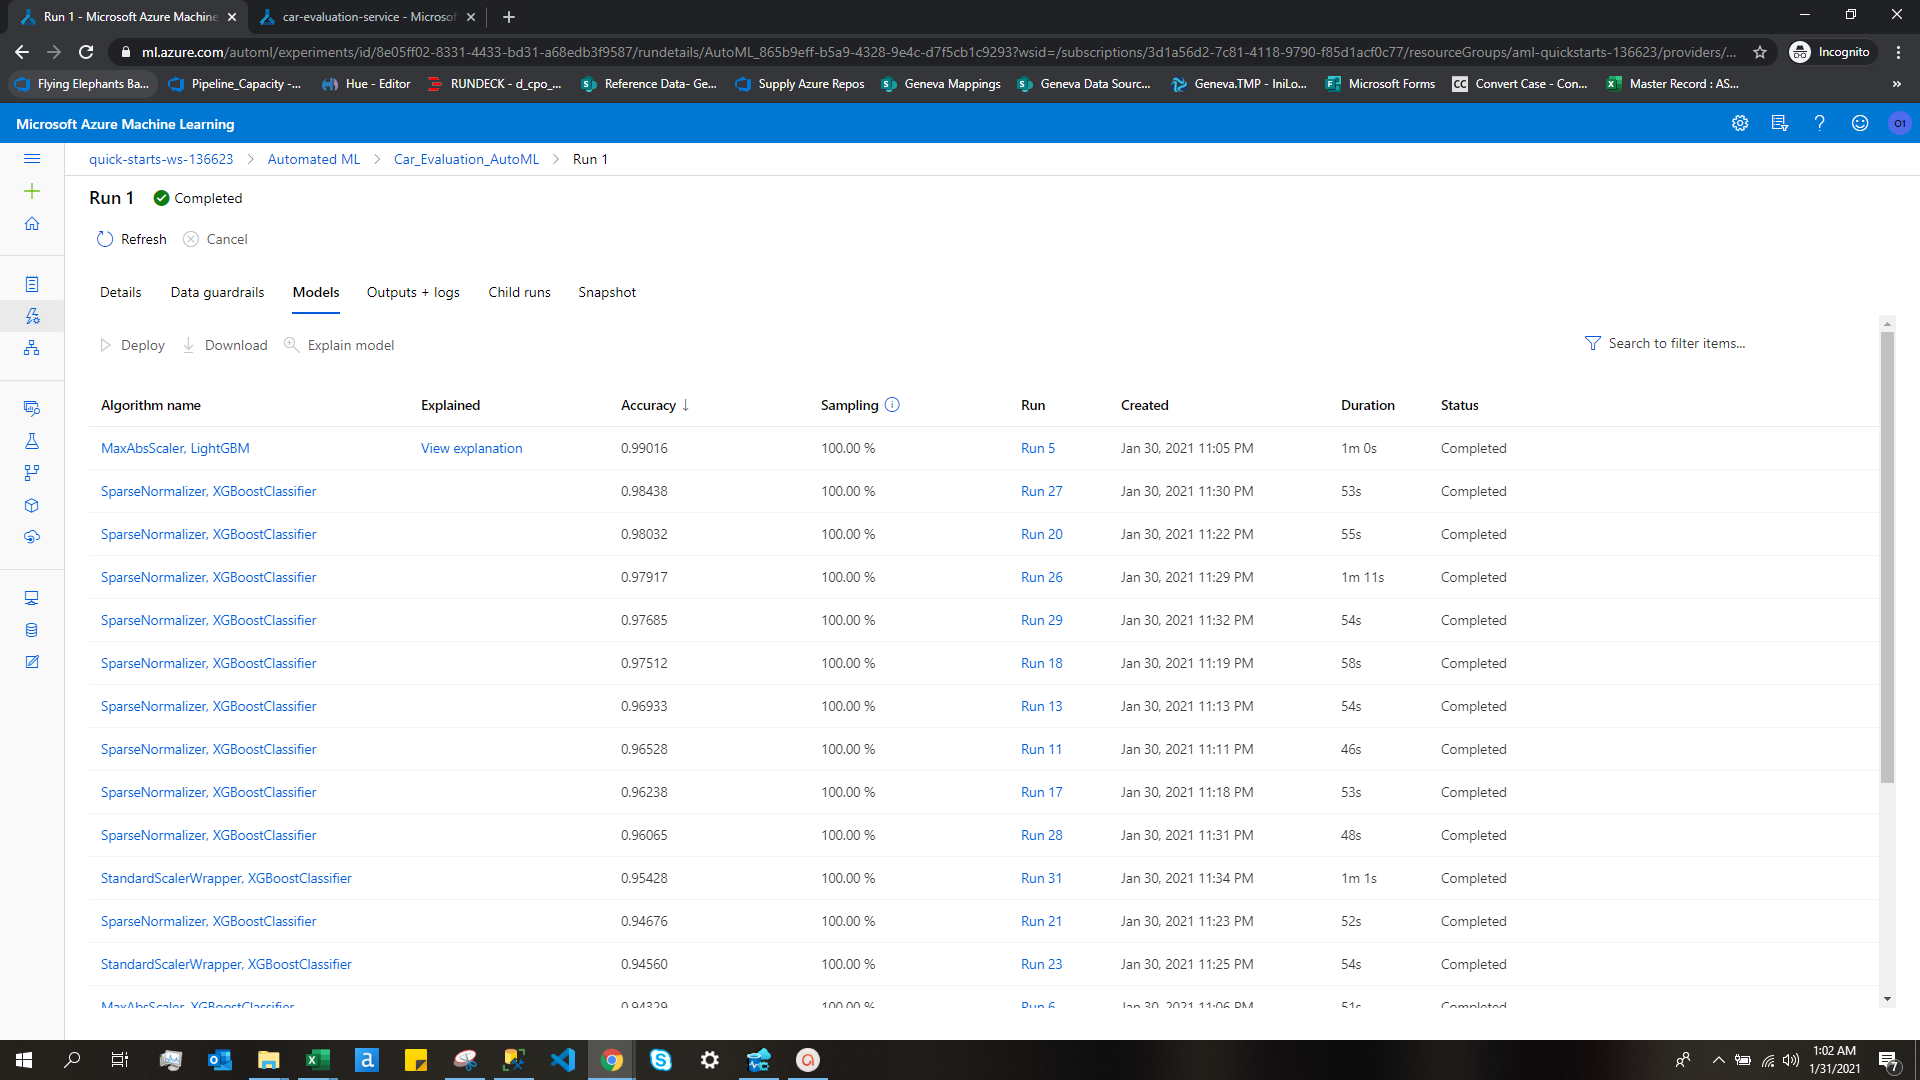 Run 1 - Microsoft Azure Machine
car-evaluation-service - Microsof
ml.azure.com/automl/experiments/id/8e05ff02-8331-4433-bd31-a68edb3f9587/rundetails/AutoML_865b9eff-b5a9-4328-9e4c-d7f5cb1c9293?wsid=/subscriptions/3d1a56d2-7c81-4118-9790-f85d1acf0c77/resourceGroups/aml-quickstarts-136623/providers/...
Incognito
Flying Elephants Ba... Pipeline_Capacity -... Hue - Editor RUNDECK - d_cpo_... Reference Data- Ge... Supply Azure Repos Geneva Mappings Geneva Data Sourc... Geneva.TMP - IniLo... Microsoft Forms CC Convert Case - Con... Master Record : AS... »
Microsoft Azure Machine Learning
O1
quick-starts-ws-136623 > Automated ML > Car_Evaluation_AutoML > Run 1
Run 1 Completed
Refresh Cancel
Details Data guardrails Models Outputs + logs Child runs Snapshot
Deploy Download Explain model Search to filter items...
Algorithm name Explained Accuracy ↓ Sampling Run Created Duration Status
MaxAbsScaler, LightGBM View explanation 0.99016 100.00 % Run 5 Jan 30, 2021 11:05 PM 1m 0s Completed
SparseNormalizer, XGBoostClassifier 0.98438 100.00 % Run 27 Jan 30, 2021 11:30 PM 53s Completed
SparseNormalizer, XGBoostClassifier 0.98032 100.00 % Run 20 Jan 30, 2021 11:22 PM 55s Completed
SparseNormalizer, XGBoostClassifier 0.97917 100.00 % Run 26 Jan 30, 2021 11:29 PM 1m 11s Completed
SparseNormalizer, XGBoostClassifier 0.97685 100.00 % Run 29 Jan 30, 2021 11:32 PM 54s Completed
SparseNormalizer, XGBoostClassifier 0.97512 100.00 % Run 18 Jan 30, 2021 11:19 PM 58s Completed
SparseNormalizer, XGBoostClassifier 0.96933 100.00 % Run 13 Jan 30, 2021 11:13 PM 54s Completed
SparseNormalizer, XGBoostClassifier 0.96528 100.00 % Run 11 Jan 30, 2021 11:11 PM 46s Completed
SparseNormalizer, XGBoostClassifier 0.96238 100.00 % Run 17 Jan 30, 2021 11:18 PM 53s Completed
SparseNormalizer, XGBoostClassifier 0.96065 100.00 % Run 28 Jan 30, 2021 11:31 PM 48s Completed
StandardScalerWrapper, XGBoostClassifier 0.95428 100.00 % Run 31 Jan 30, 2021 11:34 PM 1m 1s Completed
SparseNormalizer, XGBoostClassifier 0.94676 100.00 % Run 21 Jan 30, 2021 11:23 PM 52s Completed
StandardScalerWrapper, XGBoostClassifier 0.94560 100.00 % Run 23 Jan 30, 2021 11:25 PM 54s Completed
MaxAbsScaler, XGBoostClassifier 0.94329 100.00 % Run 6 Jan 30, 2021 11:06 PM 51s Completed
1:02 AM
1/31/2021
7